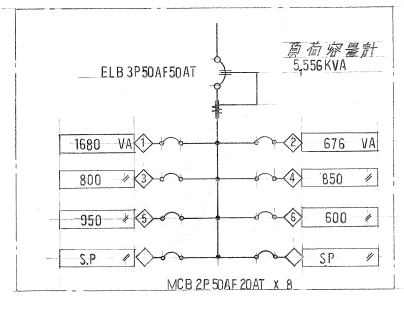 負荷容量計
ELB 3P50AF50AT 5,556KVA
1680 VA 1 2 676 VA
800 〃 3 4 850 〃
950 〃 5 6 600 〃
S.P 〃 SP 〃
MCB 2P 50AF 20AT x 8